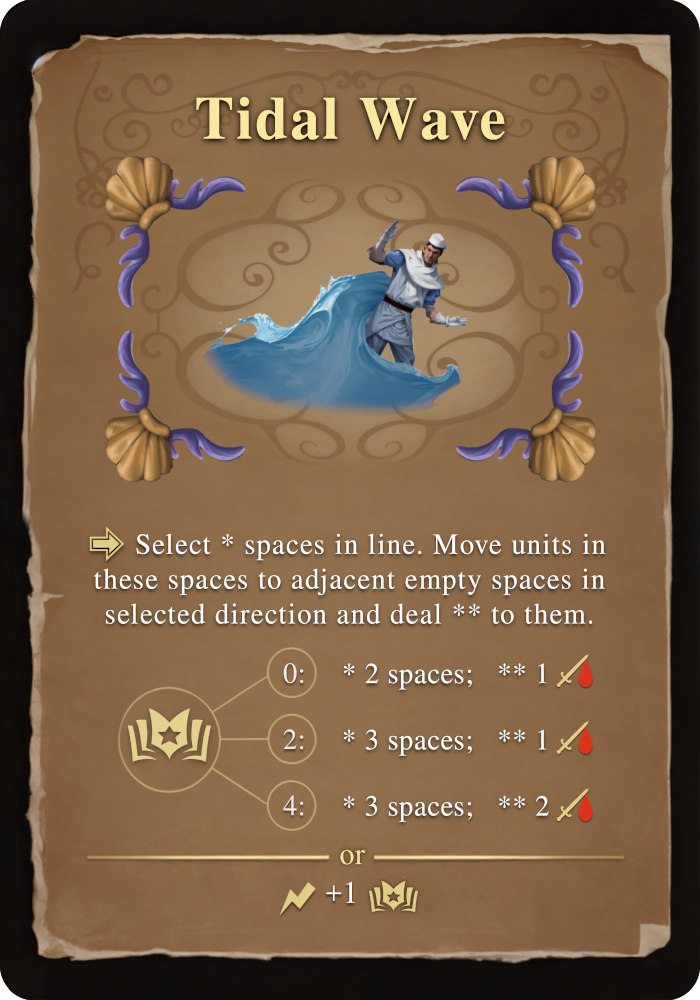 Tidal Wave
Select * spaces in line. Move units in
these spaces to adjacent empty spaces in
selected direction and deal ** to them.
0: * 2 spaces; ** 1
2: * 3 spaces; ** 1
4: * 3 spaces; ** 2
or
+1